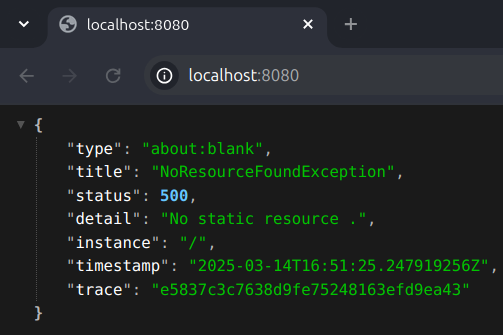 localhost:8080
localhost:8080
{
"type": "about:blank",
"title": "NoResourceFoundException",
"status": 500,
"detail": "No static resource .",
"instance": "/",
"timestamp": "2025-03-14T16:51:25.247919256Z",
"trace": "e5837c3c7638d9fe75248163efd9ea43"
}